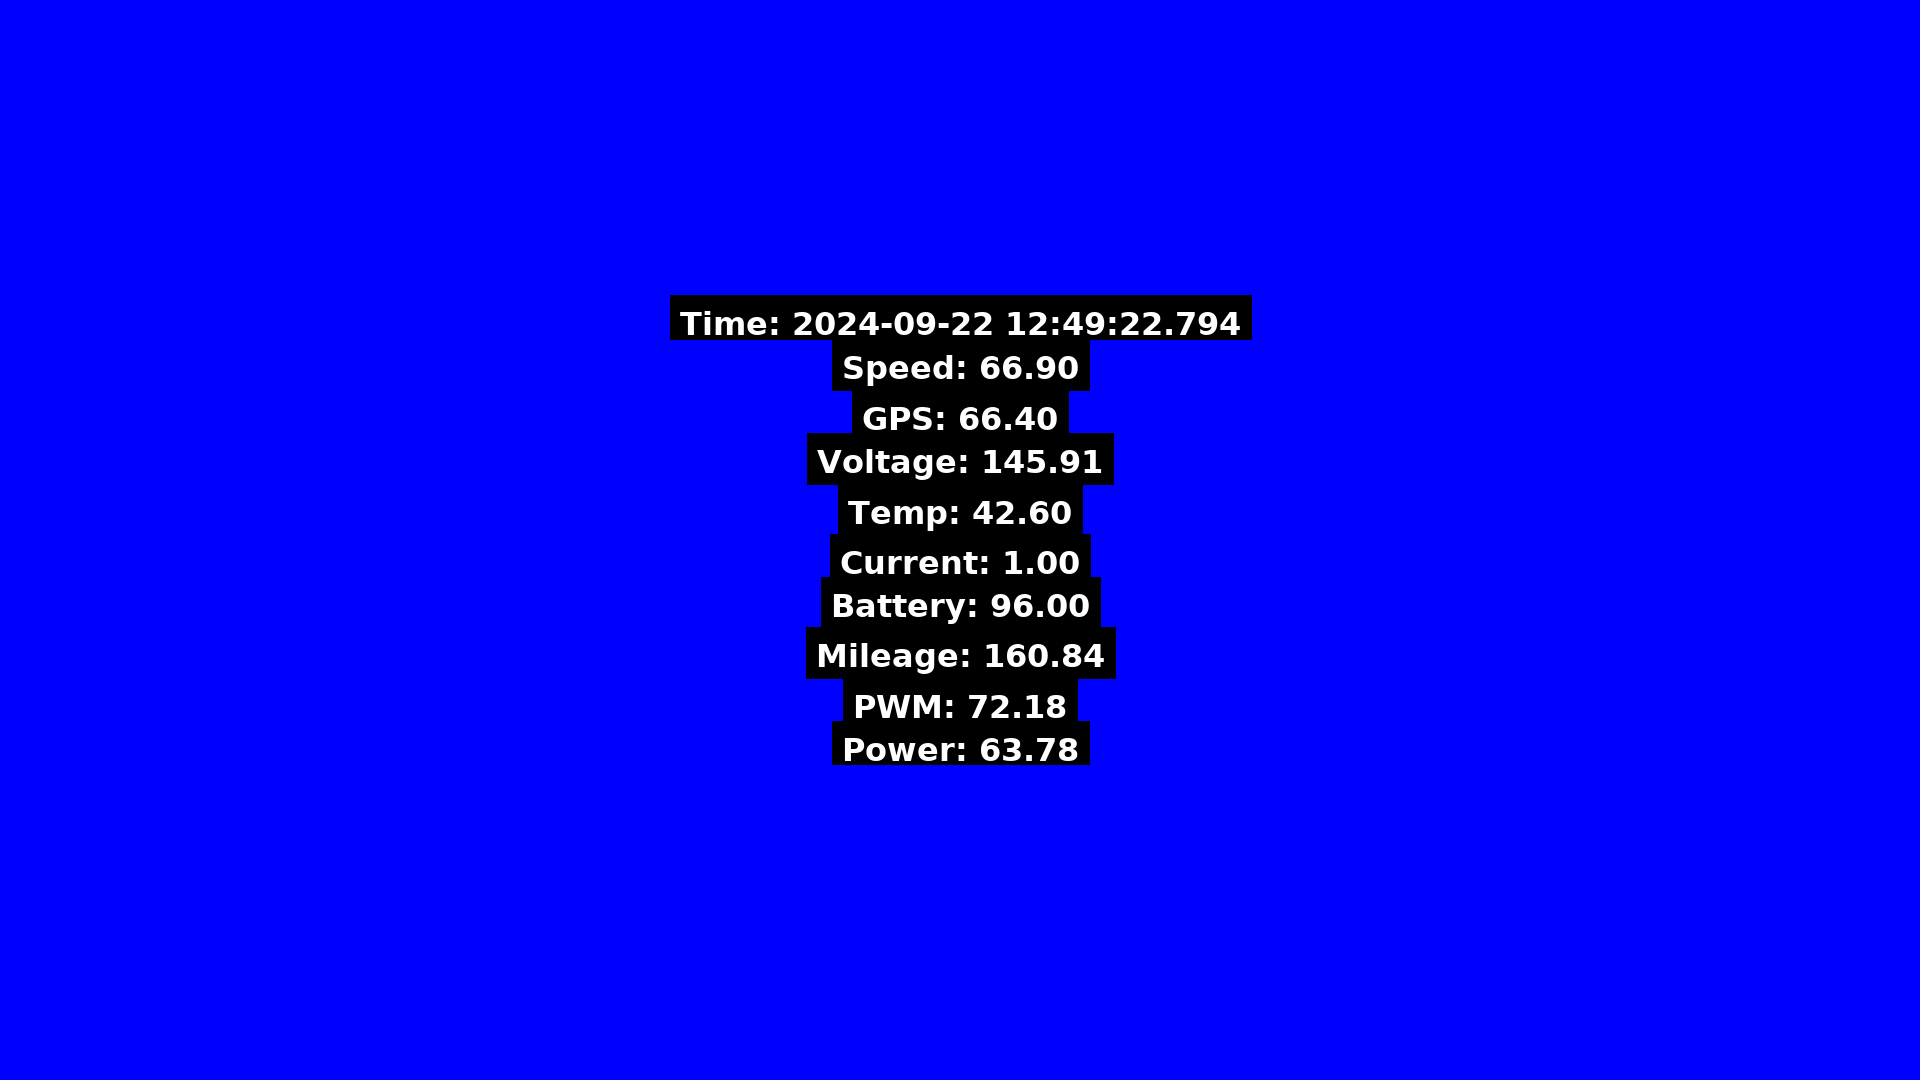 Time: 2024-09-22 12:49:22.794
Speed: 66.90
GPS: 66.40
Voltage: 145.91
Temp: 42.60
Current: 1.00
Battery: 96.00
Mileage: 160.84
PWM: 72.18
Power: 63.78